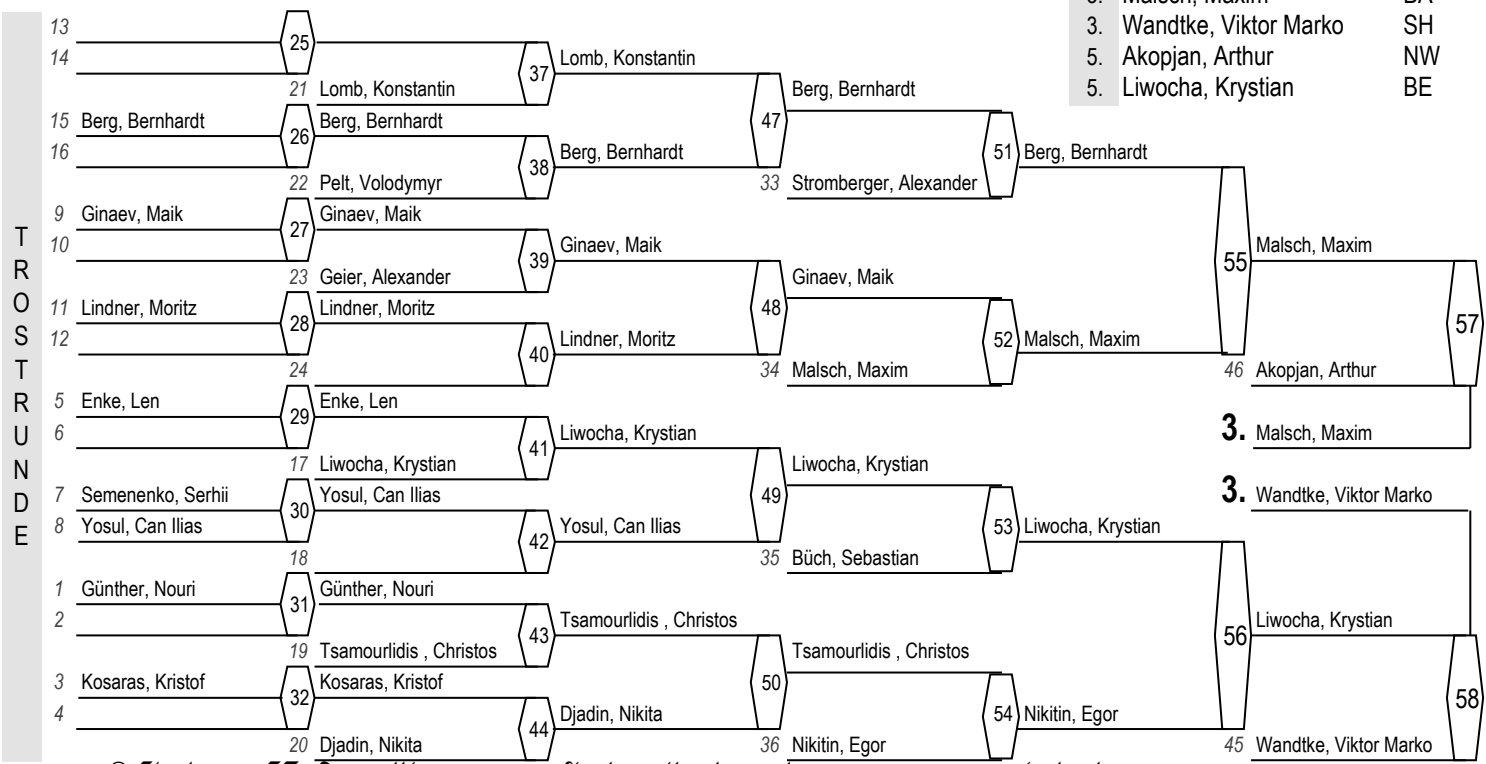 3. Wandtke, Viktor Marko SH
5. Akopjan, Arthur NW
5. Liwocha, Krystian BE
TROSTRUNDE
13
25
14
37 Lomb, Konstantin
21 Lomb, Konstantin
47 Berg, Bernhardt
15 Berg, Bernhardt
26 Berg, Bernhardt
16
38 Berg, Bernhardt
51 Berg, Bernhardt
22 Pelt, Volodymyr
33 Stromberger, Alexander
9 Ginaev, Maik
27 Ginaev, Maik
10
39 Ginaev, Maik
55 Malsch, Maxim
23 Geier, Alexander
48 Ginaev, Maik
11 Lindner, Moritz
28 Lindner, Moritz
57
12
40 Lindner, Moritz
52 Malsch, Maxim
24
34 Malsch, Maxim
46 Akopjan, Arthur
5 Enke, Len
29 Enke, Len
6
41 Liwocha, Krystian
3. Malsch, Maxim
17 Liwocha, Krystian
49 Liwocha, Krystian
7 Semenenko, Serhii
30 Yosul, Can Ilias
3. Wandtke, Viktor Marko
8 Yosul, Can Ilias
42 Yosul, Can Ilias
53 Liwocha, Krystian
18
35 Büch, Sebastian
1 Günther, Nouri
31 Günther, Nouri
2
43 Tsamourlidis , Christos
56 Liwocha, Krystian
19 Tsamourlidis , Christos
50 Tsamourlidis , Christos
3 Kosaras, Kristof
32 Kosaras, Kristof
58
4
44 Djadin, Nikita
54 Nikitin, Egor
20 Djadin, Nikita
36 Nikitin, Egor
45 Wandtke, Viktor Marko